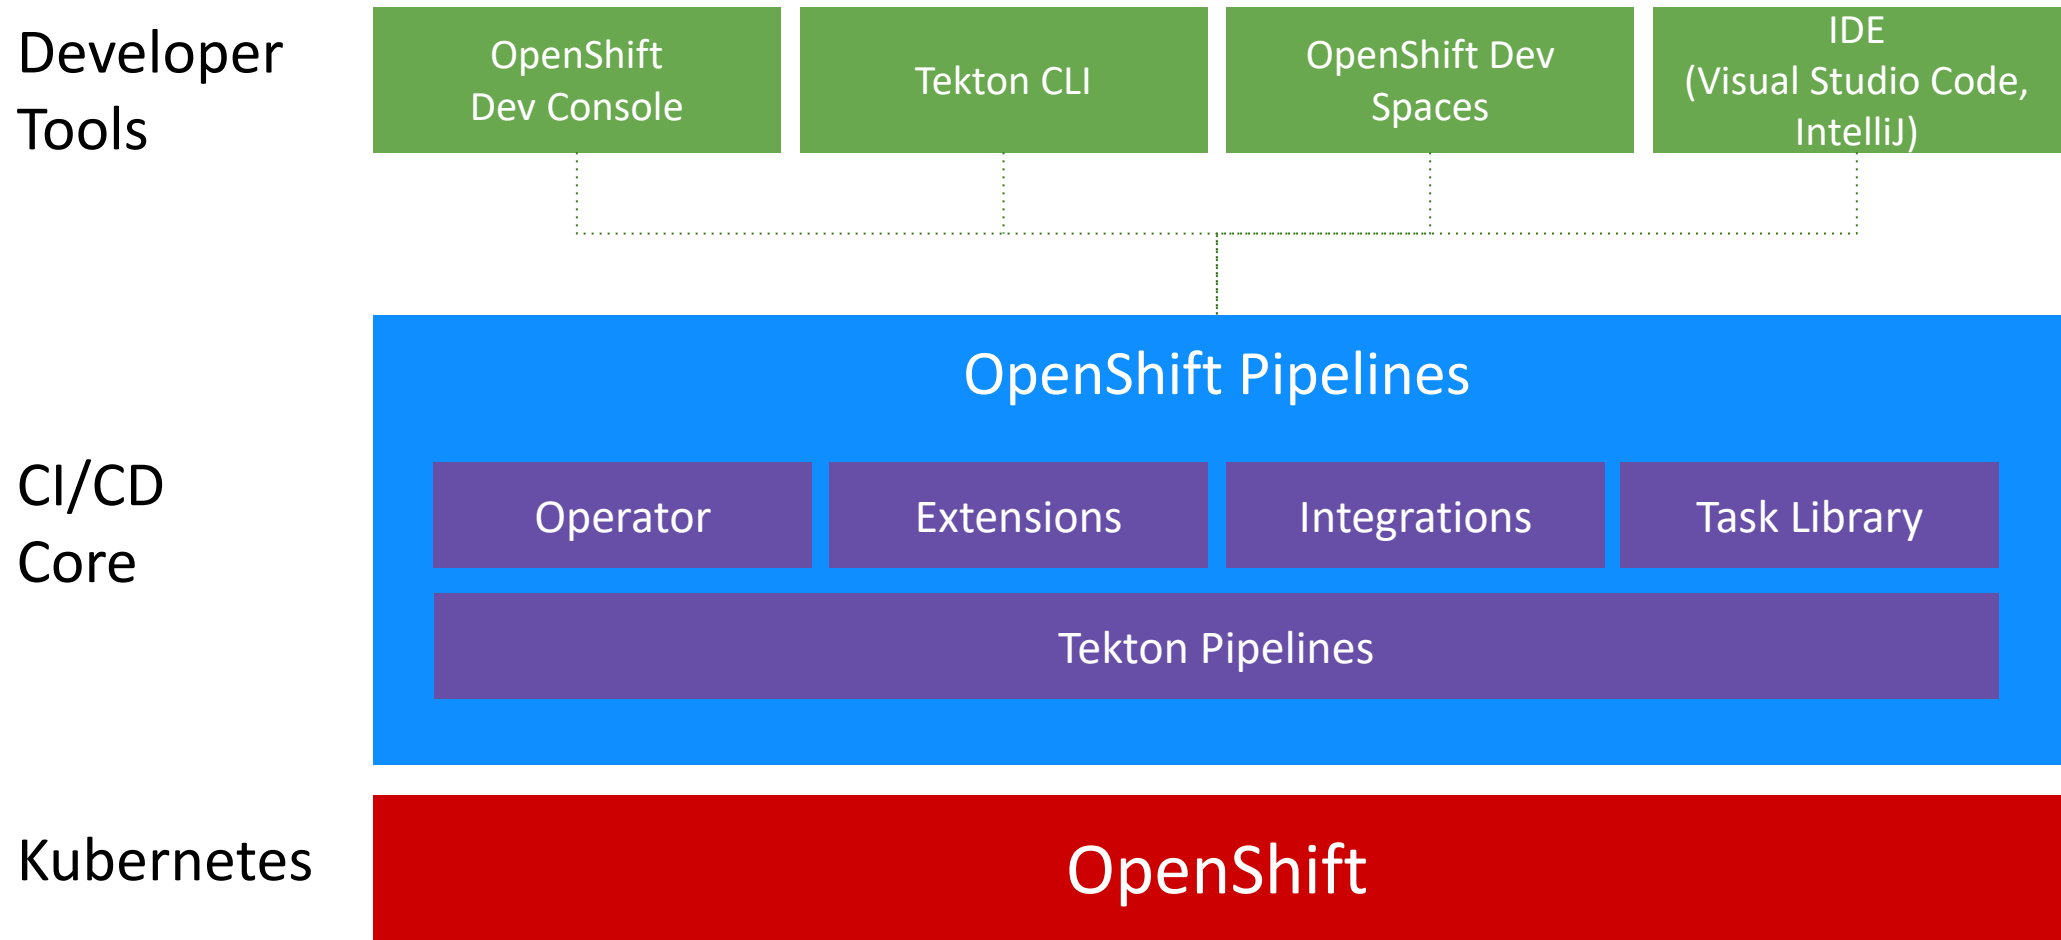 Developer
Tools
OpenShift
Dev Console
Tekton CLI
OpenShift Dev
Spaces
IDE
(Visual Studio Code,
IntelliJ)
OpenShift Pipelines
CI/CD
Core
Operator
Extensions
Integrations
Task Library
Tekton Pipelines
Kubernetes
OpenShift